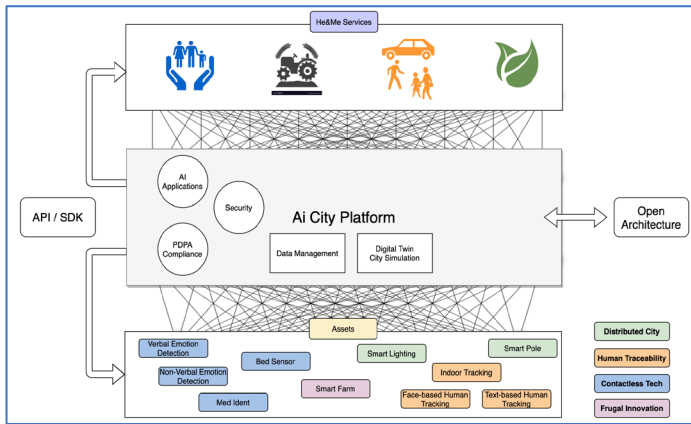 He&Me Services
AI
Applications
Security
API / SDK
Ai City Platform
Open
Architecture
PDPA
Compliance
Data Management
Digital Twin
City Simulation
Assets
Verbal Emotion
Detection
Bed Sensor
Smart Lighting
Smart Pole
Non-Verbal Emotion
Detection
Smart Farm
Indoor Tracking
Med Ident
Face-based Human
Tracking
Text-based Human
Tracking
Distributed City
Human Traceability
Contactless Tech
Frugal Innovation